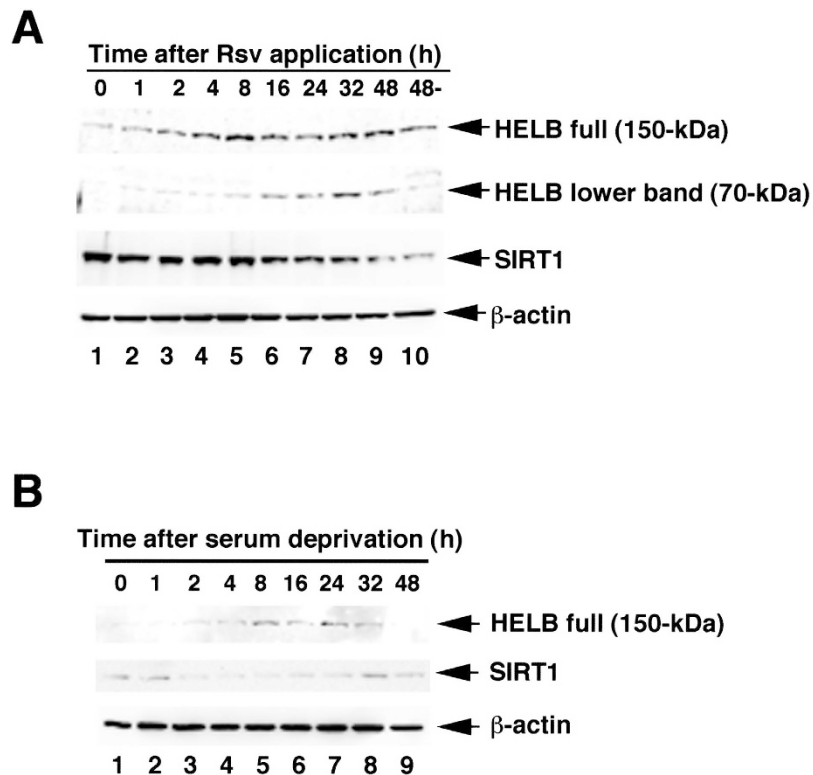 A
Time after Rsv application (h)
0 1 2 4 8 16 24 32 48 48-
HELB full (150-kDa)
HELB lower band (70-kDa)
SIRT1
β-actin
1 2 3 4 5 6 7 8 9 10
B
Time after serum deprivation (h)
0 1 2 4 8 16 24 32 48
HELB full (150-kDa)
SIRT1
β-actin
1 2 3 4 5 6 7 8 9